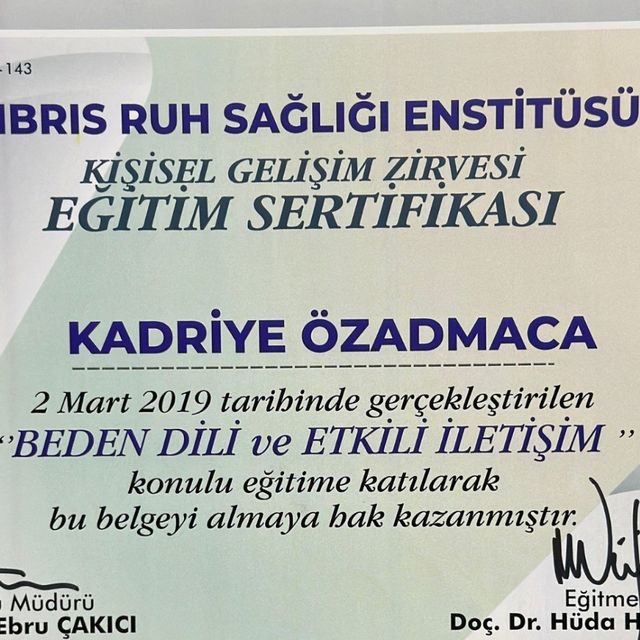 -143
IBRIS RUH SAĞLIĞI ENSTİTÜSÜ
KİŞİSEL GELİŞİM ZİRVESİ
EĞİTİM SERTİFİKASI
KADRİYE ÖZADMACA
2 Mart 2019 tarihinde gerçekleştirilen
‘’BEDEN DİLİ ve ETKİLİ İLETİŞİM ’’
konulu eğitime katılarak
bu belgeyi almaya hak kazanmıştır.
Müdürü
Ebru ÇAKICI
Eğitme
Doç. Dr. Hüda H